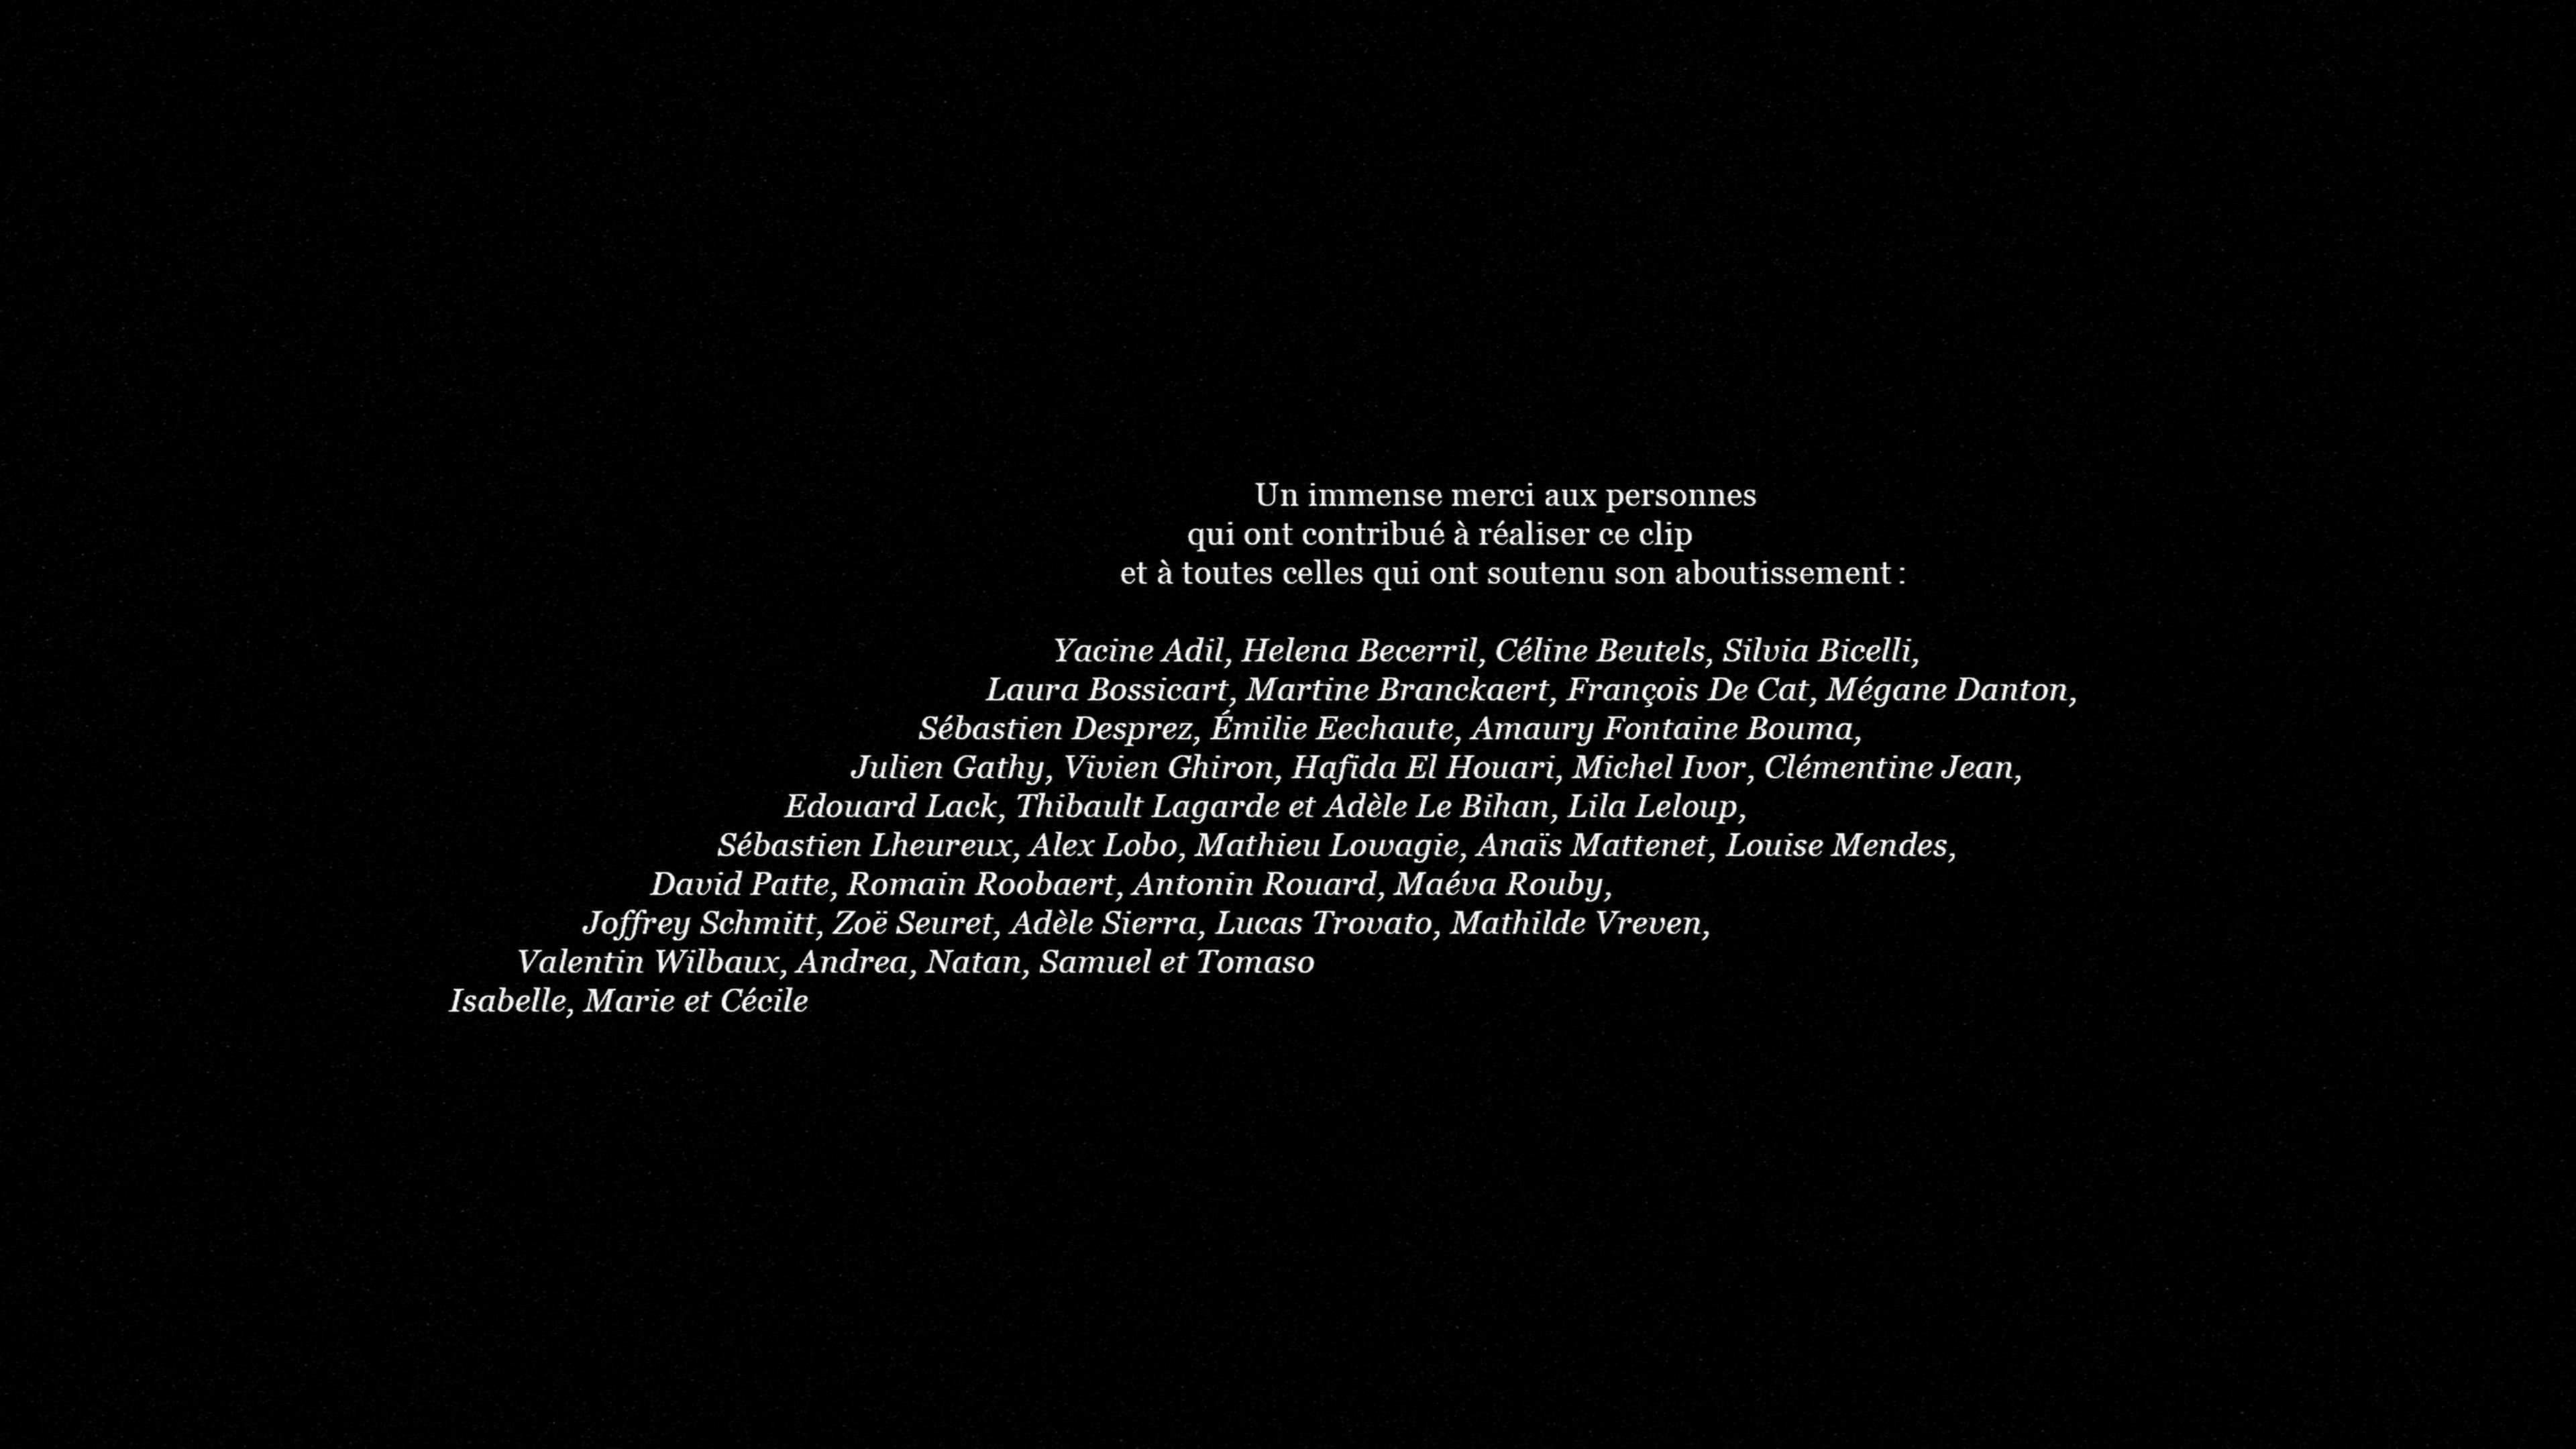 Un immense merci aux personnes
qui ont contribué à réaliser ce clip
et à toutes celles qui ont soutenu son aboutissement :
Yacine Adil, Helena Becerril, Céline Beutels, Silvia Bicelli,
Laura Bossicart, Martine Branckaert, François De Cat, Mégane Danton,
Sébastien Desprez, Émilie Eechaute, Amaury Fontaine Bouma,
Julien Gathy, Vivien Ghiron, Hafida El Houari, Michel Ivor, Clémentine Jean,
Edouard Lack, Thibault Lagarde et Adèle Le Bihan, Lila Leloup,
Sébastien Lheureux, Alex Lobo, Mathieu Lowagie, Anaïs Mattenet, Louise Mendes,
David Patte, Romain Roobaert, Antonin Rouard, Maéva Rouby,
Joffrey Schmitt, Zoë Seuret, Adèle Sierra, Lucas Trovato, Mathilde Vreven,
Valentin Wilbaux, Andrea, Natan, Samuel et Tomaso
Isabelle, Marie et Cécile